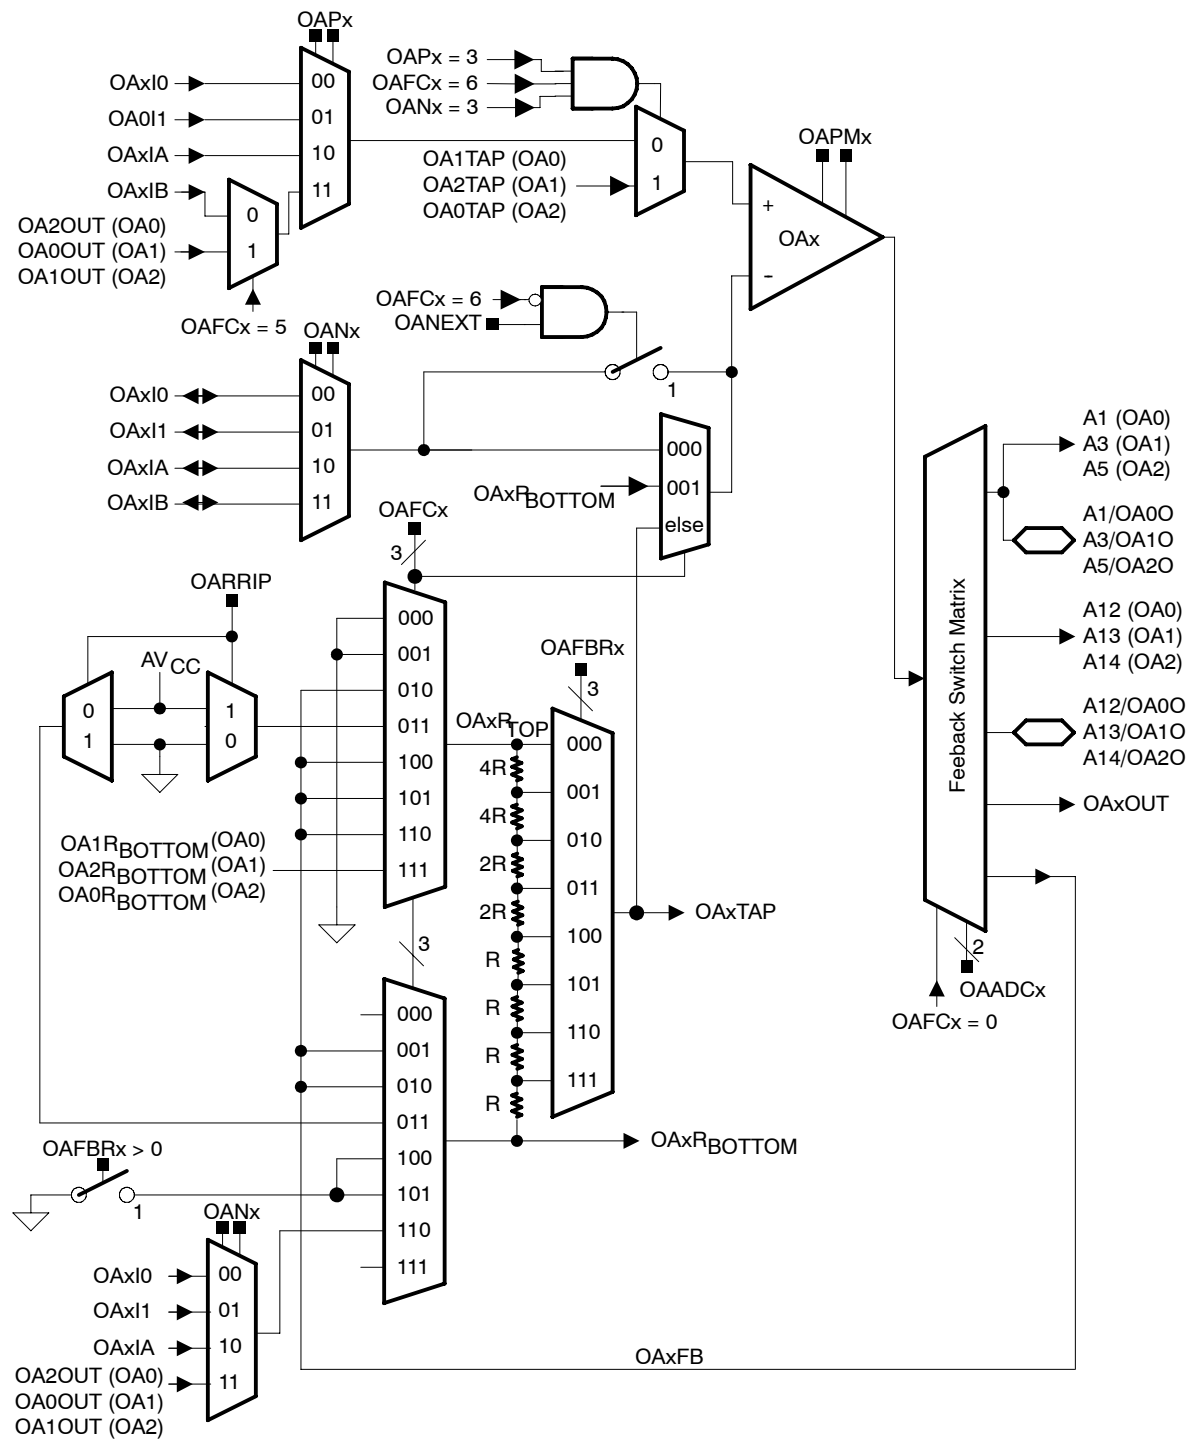 OAPx
OAxI0
00
OA0I1
01
OAxIA
10
OAxIB
11
0
1
OA2OUT (OA0)
OA0OUT (OA1)
OA1OUT (OA2)
OAFCx = 5
OAPx = 3
OAFCx = 6
OANx = 3
0
1
OA1TAP (OA0)
OA2TAP (OA1)
OA0TAP (OA2)
OAPMx
+
OAx
−
OAFCx = 6
OANEXT
1
OANx
OAxI0
00
OAxI1
01
OAxIA
10
OAxIB
11
000
001
else
OAxRBOTTOM
OAFCx
3
000
001
010
011
100
101
110
111
OARRIP
AVCC
0
1
1
0
OA1RBOTTOM (OA0)
OA2RBOTTOM (OA1)
OA0RBOTTOM (OA2)
OAFBRx
3
OAxRTOP
000
4R
001
4R
010
2R
011
2R
100
R
101
R
110
R
111
R
OAxTAP
3
000
001
010
011
100
101
110
111
OAxRBOTTOM
OAFBRx > 0
1
OANx
OAxI0
00
OAxI1
01
OAxIA
10
OA2OUT (OA0)
11
OA0OUT (OA1)
OA1OUT (OA2)
OAxFB
Feeback Switch Matrix
A1 (OA0)
A3 (OA1)
A5 (OA2)
A1/OA0O
A3/OA1O
A5/OA2O
A12 (OA0)
A13 (OA1)
A14 (OA2)
A12/OA0O
A13/OA1O
A14/OA2O
OAxOUT
2
OAADCx
OAFCx = 0